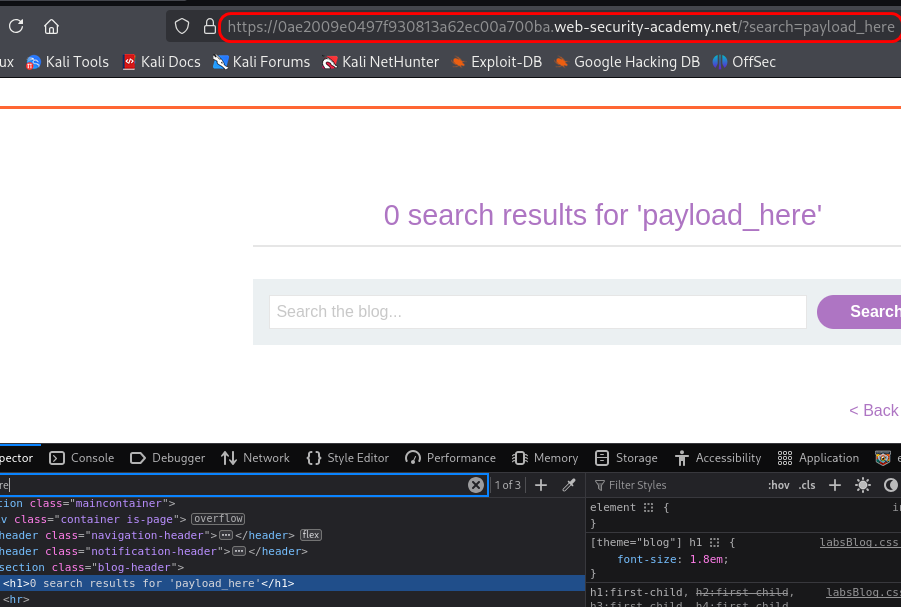 https://0ae2009e0497f930813a62ec00a700ba.web-security-academy.net/?search=payload_here
ux Kali Tools Kali Docs Kali Forums Kali NetHunter Exploit-DB Google Hacking DB OffSec
0 search results for 'payload_here'
Search the blog... Search
< Back
pector Console Debugger Network Style Editor Performance Memory Storage Accessibility Application
re 1 of 3 Filter Styles :hov .cls
tion class="maincontainer">
v class="container is-page"> overflow
header class="navigation-header"> </header> flex
header class="notification-header"> </header>
section class="blog-header">
<h1>0 search results for 'payload_here'</h1>
<hr>
element {
}
[theme="blog"] h1 { labsBlog.css
font-size: 1.8em;
}
h1:first-child, h2:first-child, labsBlog.css
h3:first-child, h4:first-child,